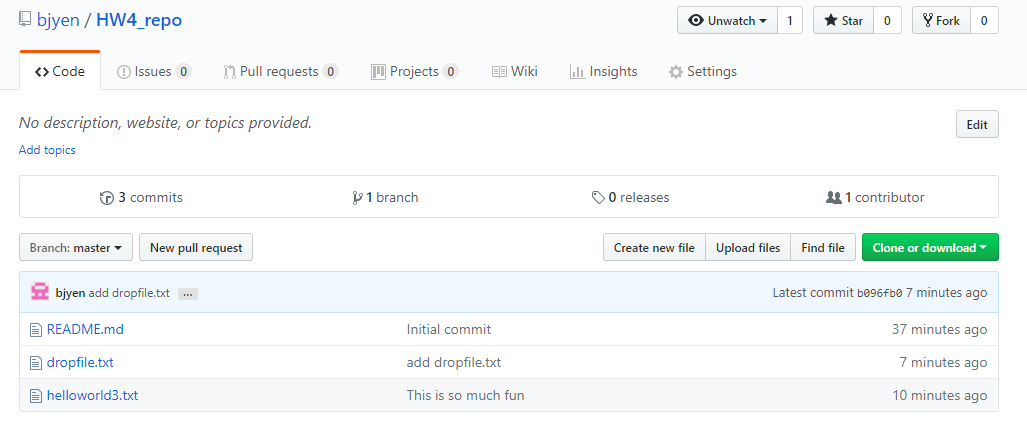 bjyen / HW4_repo Unwatch 1 Star 0 Fork 0
Code Issues 0 Pull requests 0 Projects 0 Wiki Insights Settings
No description, website, or topics provided. Edit
Add topics
3 commits 1 branch 0 releases 1 contributor
Branch: master New pull request Create new file Upload files Find file Clone or download
bjyen add dropfile.txt ... Latest commit b096fb0 7 minutes ago
README.md Initial commit 37 minutes ago
dropfile.txt add dropfile.txt 7 minutes ago
helloworld3.txt This is so much fun 10 minutes ago